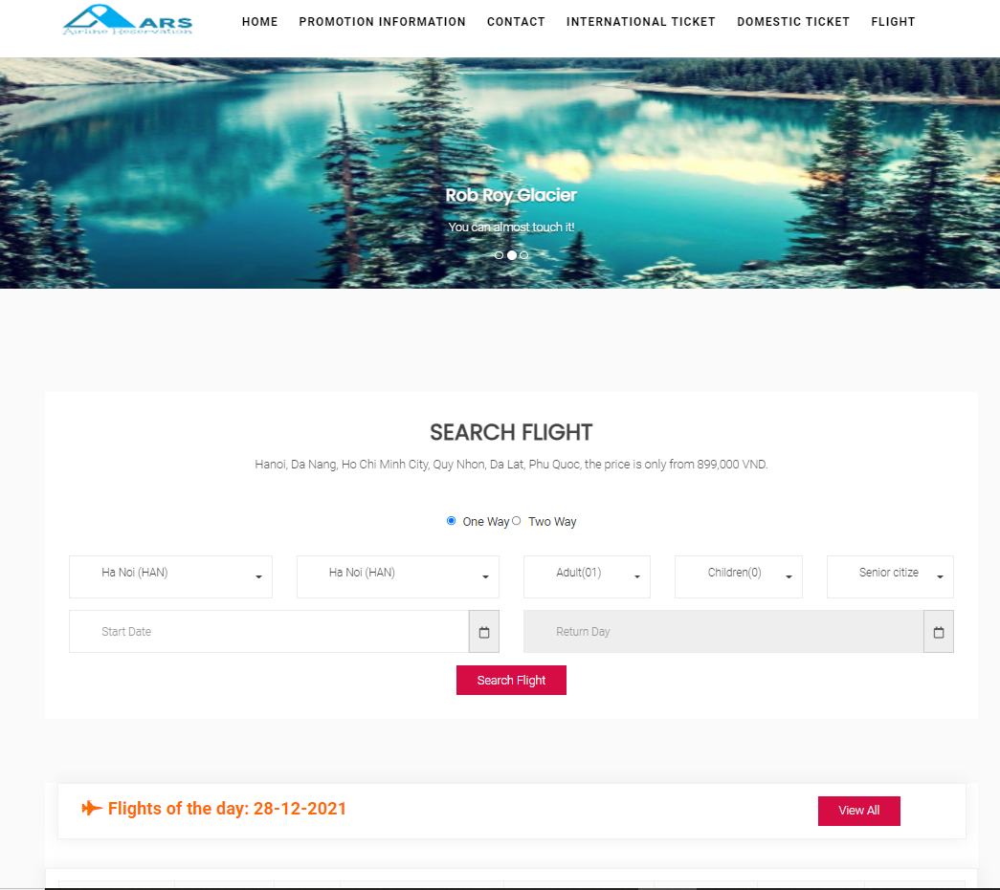 ARS
Airline Reservation
HOME PROMOTION INFORMATION CONTACT INTERNATIONAL TICKET DOMESTIC TICKET FLIGHT
Rob Roy Glacier
You can almost touch it!
SEARCH FLIGHT
Hanoi, Da Nang, Ho Chi Minh City, Quy Nhon, Da Lat, Phu Quoc, the price is only from 899,000 VND.
One Way Two Way
Ha Noi (HAN) Ha Noi (HAN) Adult(01) Children(0) Senior citize
Start Date Return Day
Search Flight
Flights of the day: 28-12-2021 View All